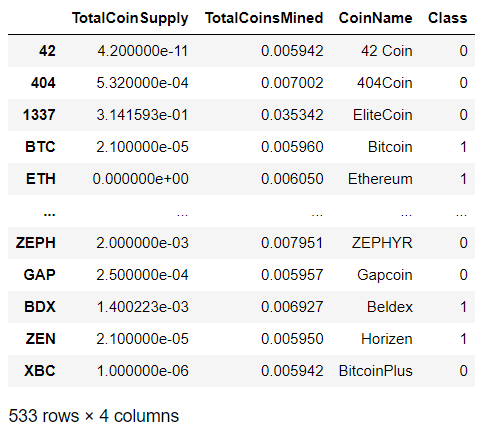 TotalCoinSupply TotalCoinsMined CoinName Class
42 4.200000e-11 0.005942 42 Coin 0
404 5.320000e-04 0.007002 404Coin 0
1337 3.141593e-01 0.035342 EliteCoin 0
BTC 2.100000e-05 0.005960 Bitcoin 1
ETH 0.000000e+00 0.006050 Ethereum 1
... ... ... ... ...
ZEPH 2.000000e-03 0.007951 ZEPHYR 0
GAP 2.500000e-04 0.005957 Gapcoin 0
BDX 1.400223e-03 0.006927 Beldex 1
ZEN 2.100000e-05 0.005950 Horizen 1
XBC 1.000000e-06 0.005942 BitcoinPlus 0
533 rows × 4 columns